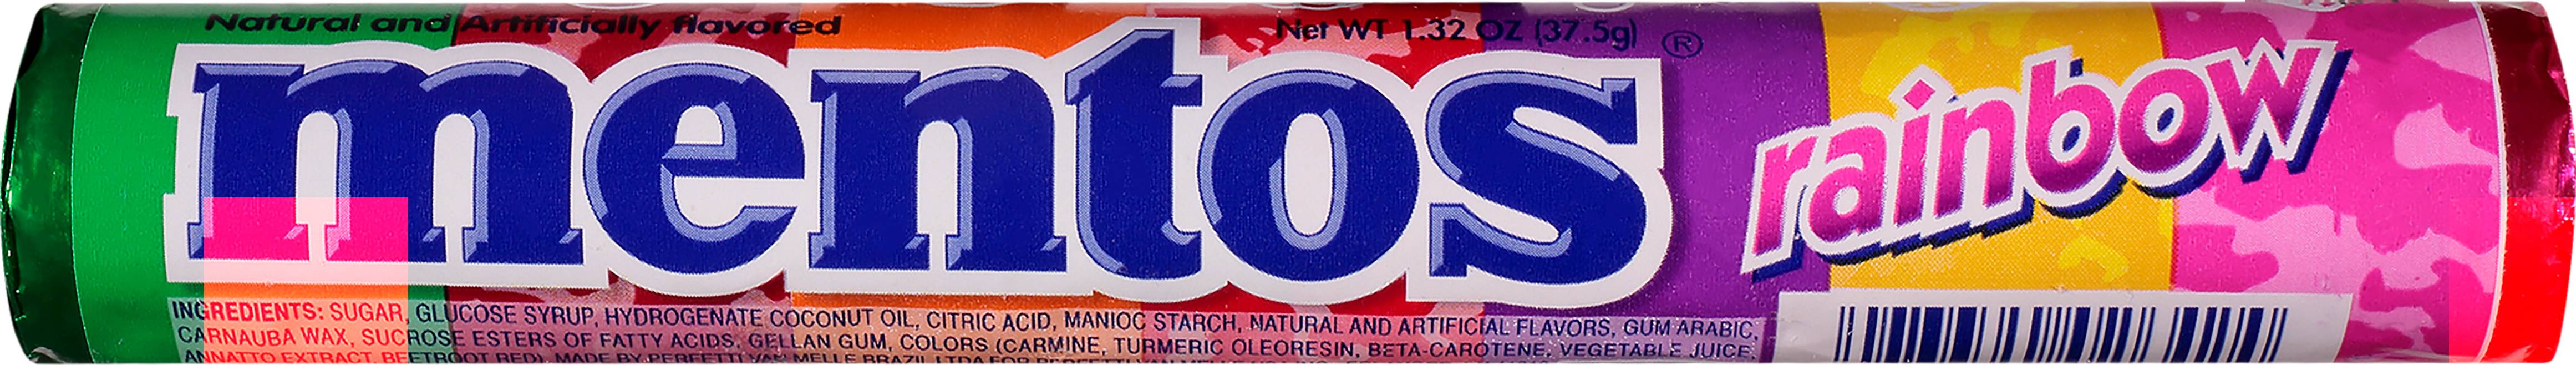 Natural and Artificially flavored
Net WT 1.32 OZ (37.5g)
mentos ®
rainbow
INGREDIENTS: SUGAR, GLUCOSE SYRUP, HYDROGENATE COCONUT OIL, CITRIC ACID, MANIOC STARCH, NATURAL AND ARTIFICIAL FLAVORS, GUM ARABIC,
CARNAUBA WAX, SUCROSE ESTERS OF FATTY ACIDS, GELLAN GUM, COLORS (CARMINE, TURMERIC OLEORESIN, BETA-CAROTENE, VEGETABLE JUICE,
ANNATTO EXTRACT, BEETROOT RED). MADE BY PERFETTI VAN MELLE BRAZIL LTDA FOR PERFETTI VAN MELLE